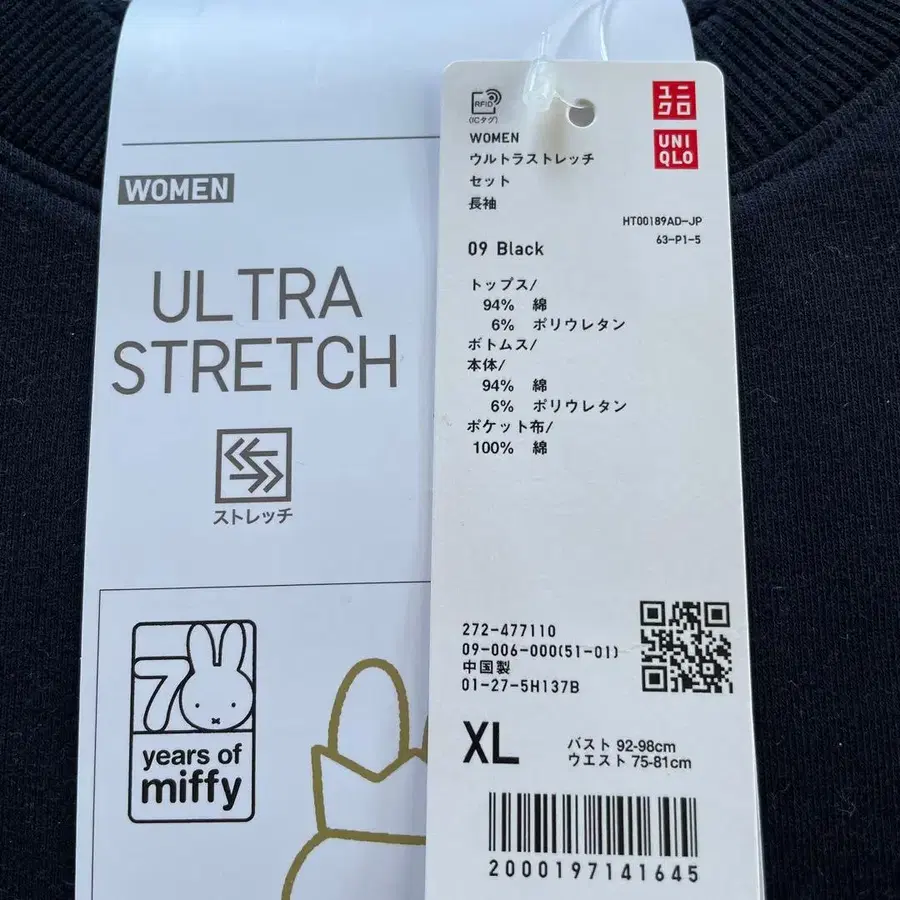 WOMEN
ULTRA
STRETCH
ストレッチ
70
years of
miffy
RFID
(ICタグ)
ユニ
クロ
UNI
QLO
WOMEN
ウルトラストレッチ
セット
長袖
HT00189AD-JP
63-P1-5
09 Black
トップス/
94% 綿
6% ポリウレタン
ボトムス/
本体/
94% 綿
6% ポリウレタン
ポケット布/
100% 綿
272-477110
09-006-000(51-01)
中国製
01-27-5H137B
XL
バスト 92-98cm
ウエスト 75-81cm
2000197141645